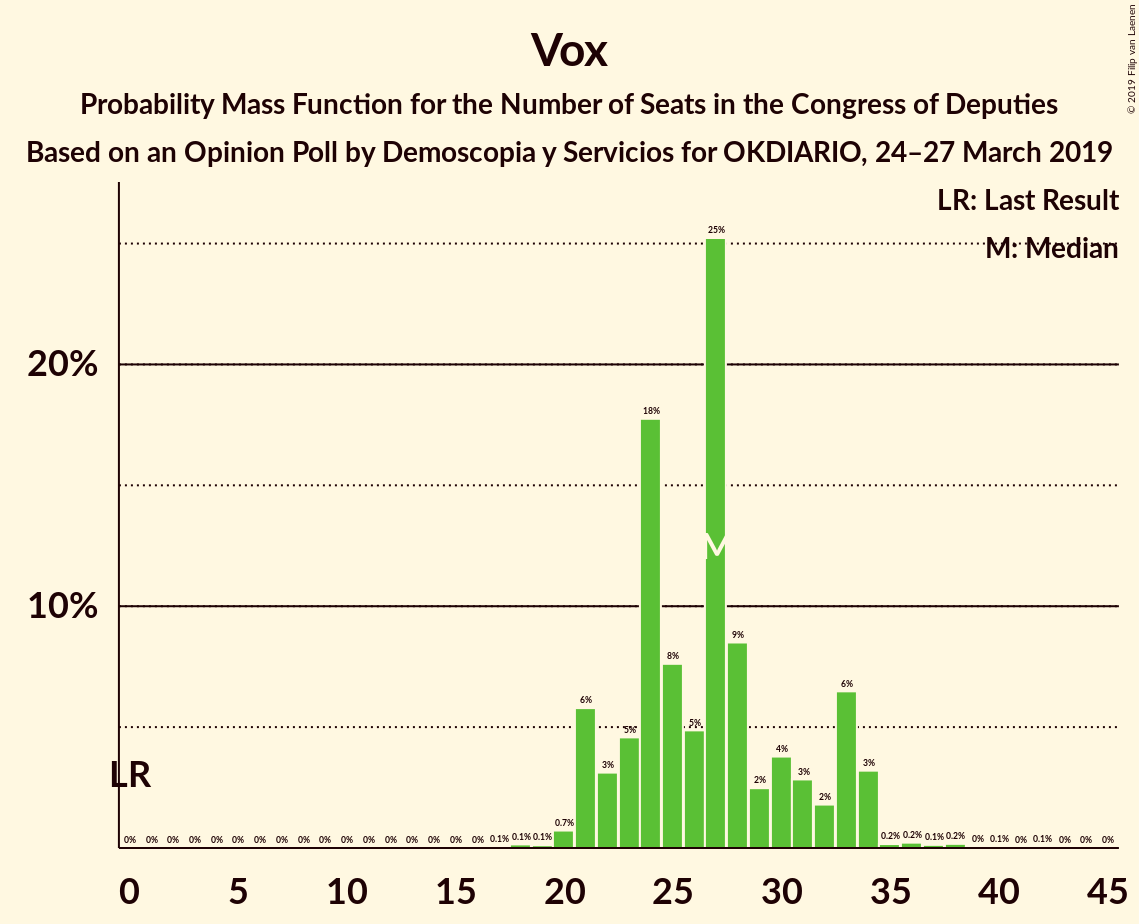 Vox
Probability Mass Function for the Number of Seats in the Congress of Deputies
Based on an Opinion Poll by Demoscopia y Servicios for OKDIARIO, 24–27 March 2019
© 2019 Filip van Laenen
LR: Last Result
M: Median
20%
10%
LR
M
0% 0% 0% 0% 0% 0% 0% 0% 0% 0% 0% 0% 0% 0% 0% 0% 0% 0.1% 0.1% 0.1% 0.7% 6% 3% 5% 18% 8% 5% 25% 9% 2% 4% 3% 2% 6% 3% 0.2% 0.2% 0.1% 0.2% 0% 0.1% 0% 0.1% 0% 0% 0%
0 5 10 15 20 25 30 35 40 45